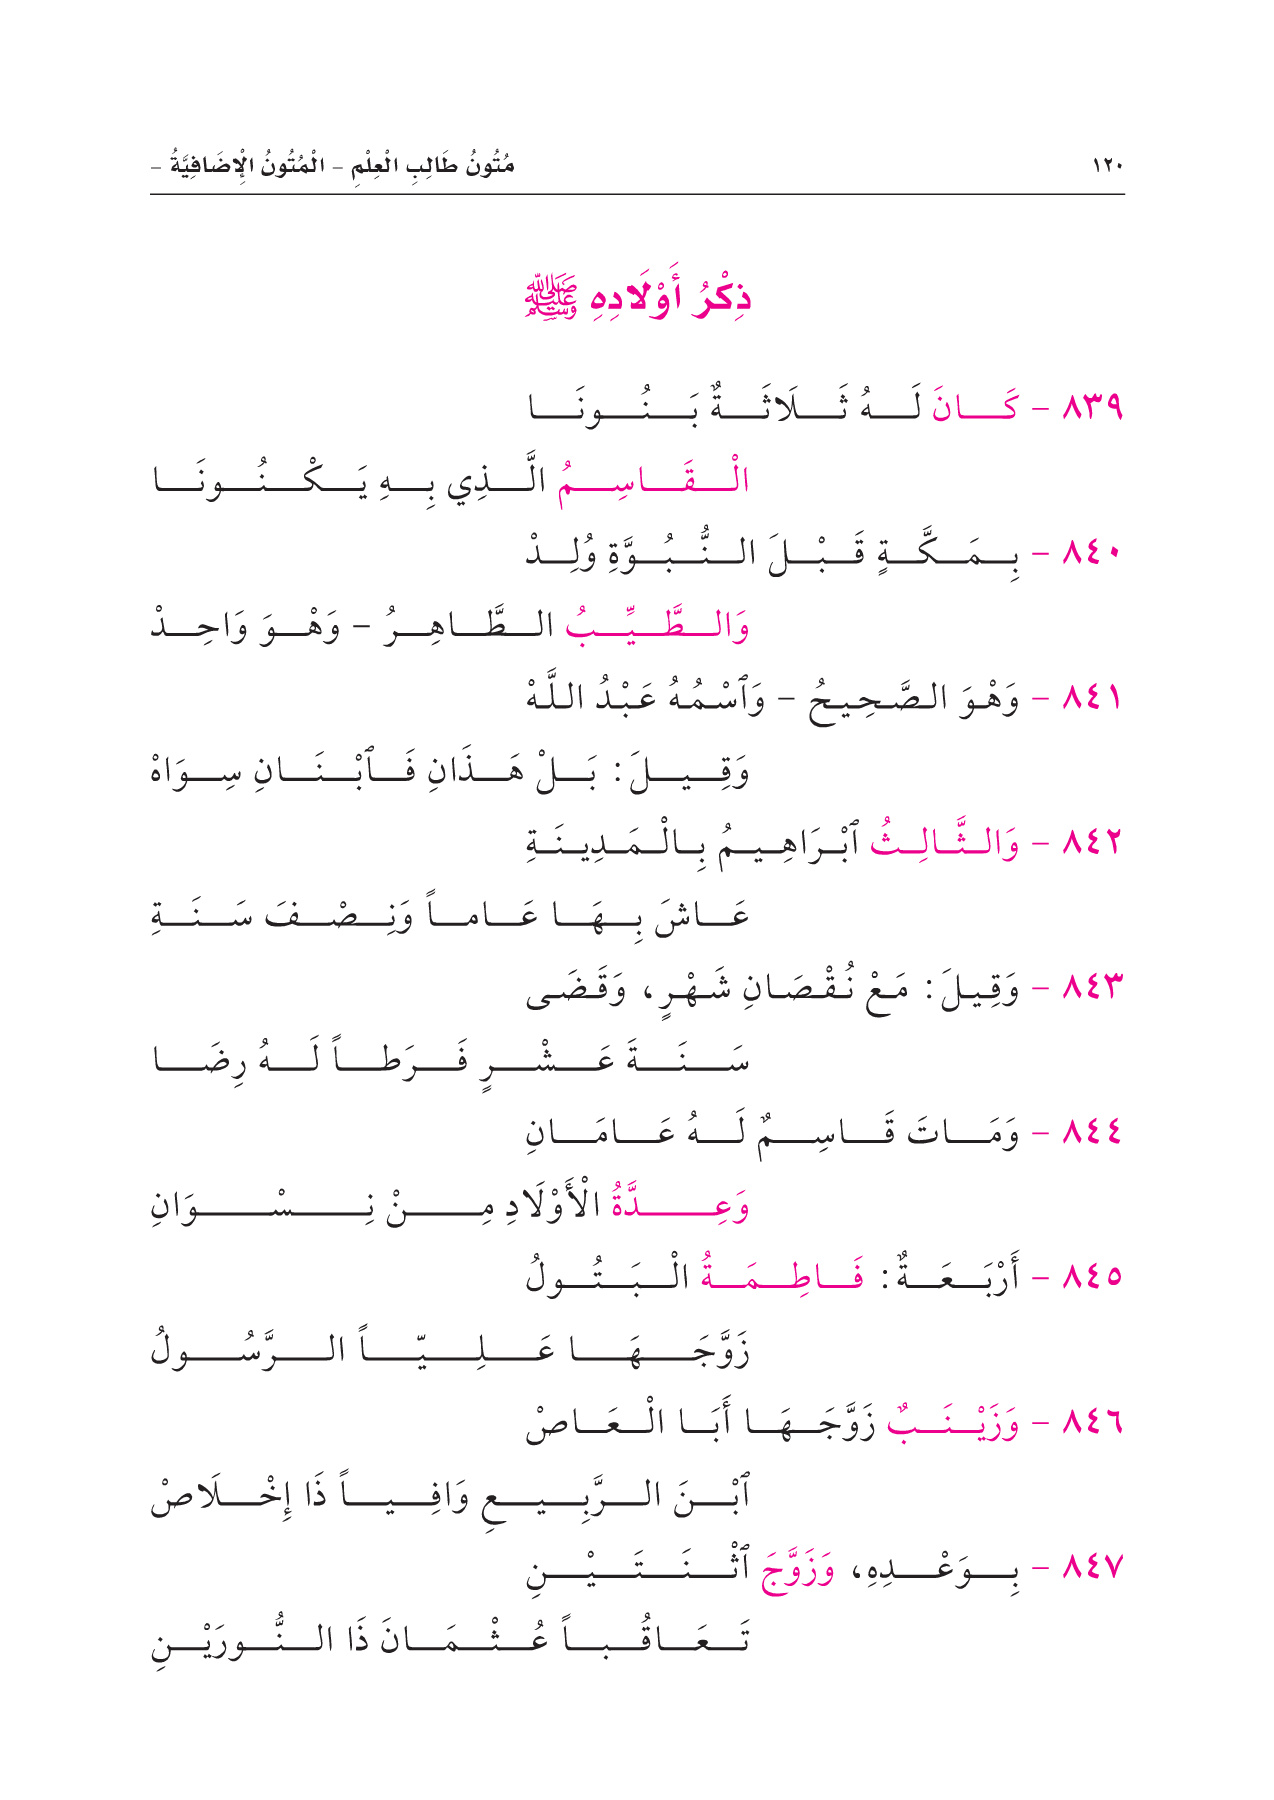 ١٢٠
مُتُونُ طَالِبِ الْعِلْمِ - الْمُتُونُ الْإِضَافِيَّةُ -
ذِكْرُ أَوْلَادِهِ ﷺ
٨٣٩ - كَانَ لَهُ ثَلَاثَةٌ بَنُونَا
الْقَاسِمُ الَّذِي بِهِ يَكْنُونَا
٨٤٠ - بِمَكَّةٍ قَبْلَ النُّبُوَّةِ وُلِدْ
وَالطَّيِّبُ الطَّاهِرُ - وَهْوَ وَاحِدْ
٨٤١ - وَهْوَ الصَّحِيحُ - وَٱسْمُهُ عَبْدُ اللَّهْ
وَقِيلَ: بَلْ هَذَانِ فَٱبْنَانِ سِوَاهْ
٨٤٢ - وَالثَّالِثُ ٱبْرَاهِيمُ بِالْمَدِينَةِ
عَاشَ بِهَا عَاماً وَنِصْفَ سَنَةِ
٨٤٣ - وَقِيلَ: مَعْ نُقْصَانِ شَهْرٍ، وَقَضَى
سَنَةَ عَشْرٍ فَرَطاً لَهُ رِضَا
٨٤٤ - وَمَاتَ قَاسِمٌ لَهُ عَامَانِ
وَعِدَّةُ الْأَوْلَادِ مِنْ نِسْوَانِ
٨٤٥ - أَرْبَعَةٌ: فَاطِمَةُ الْبَتُولُ
زَوَّجَهَا عَلِيّاً الرَّسُولُ
٨٤٦ - وَزَيْنَبٌ زَوَّجَهَا أَبَا الْعَاصْ
ٱبْنَ الرَّبِيعِ وَافِياً ذَا إِخْلَاصْ
٨٤٧ - بِوَعْدِهِ، وَزَوَّجَ ٱثْنَتَيْنِ
تَعَاقُباً عُثْمَانَ ذَا النُّورَيْنِ